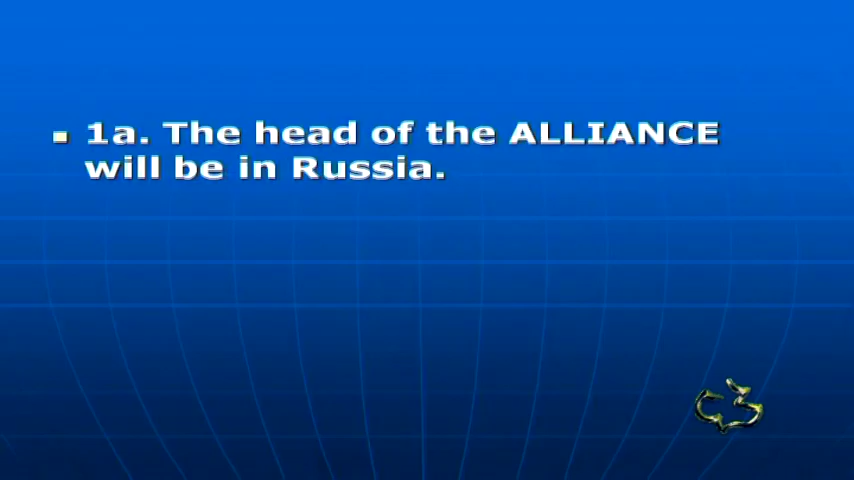 1a. The head of the ALLIANCE
will be in Russia.